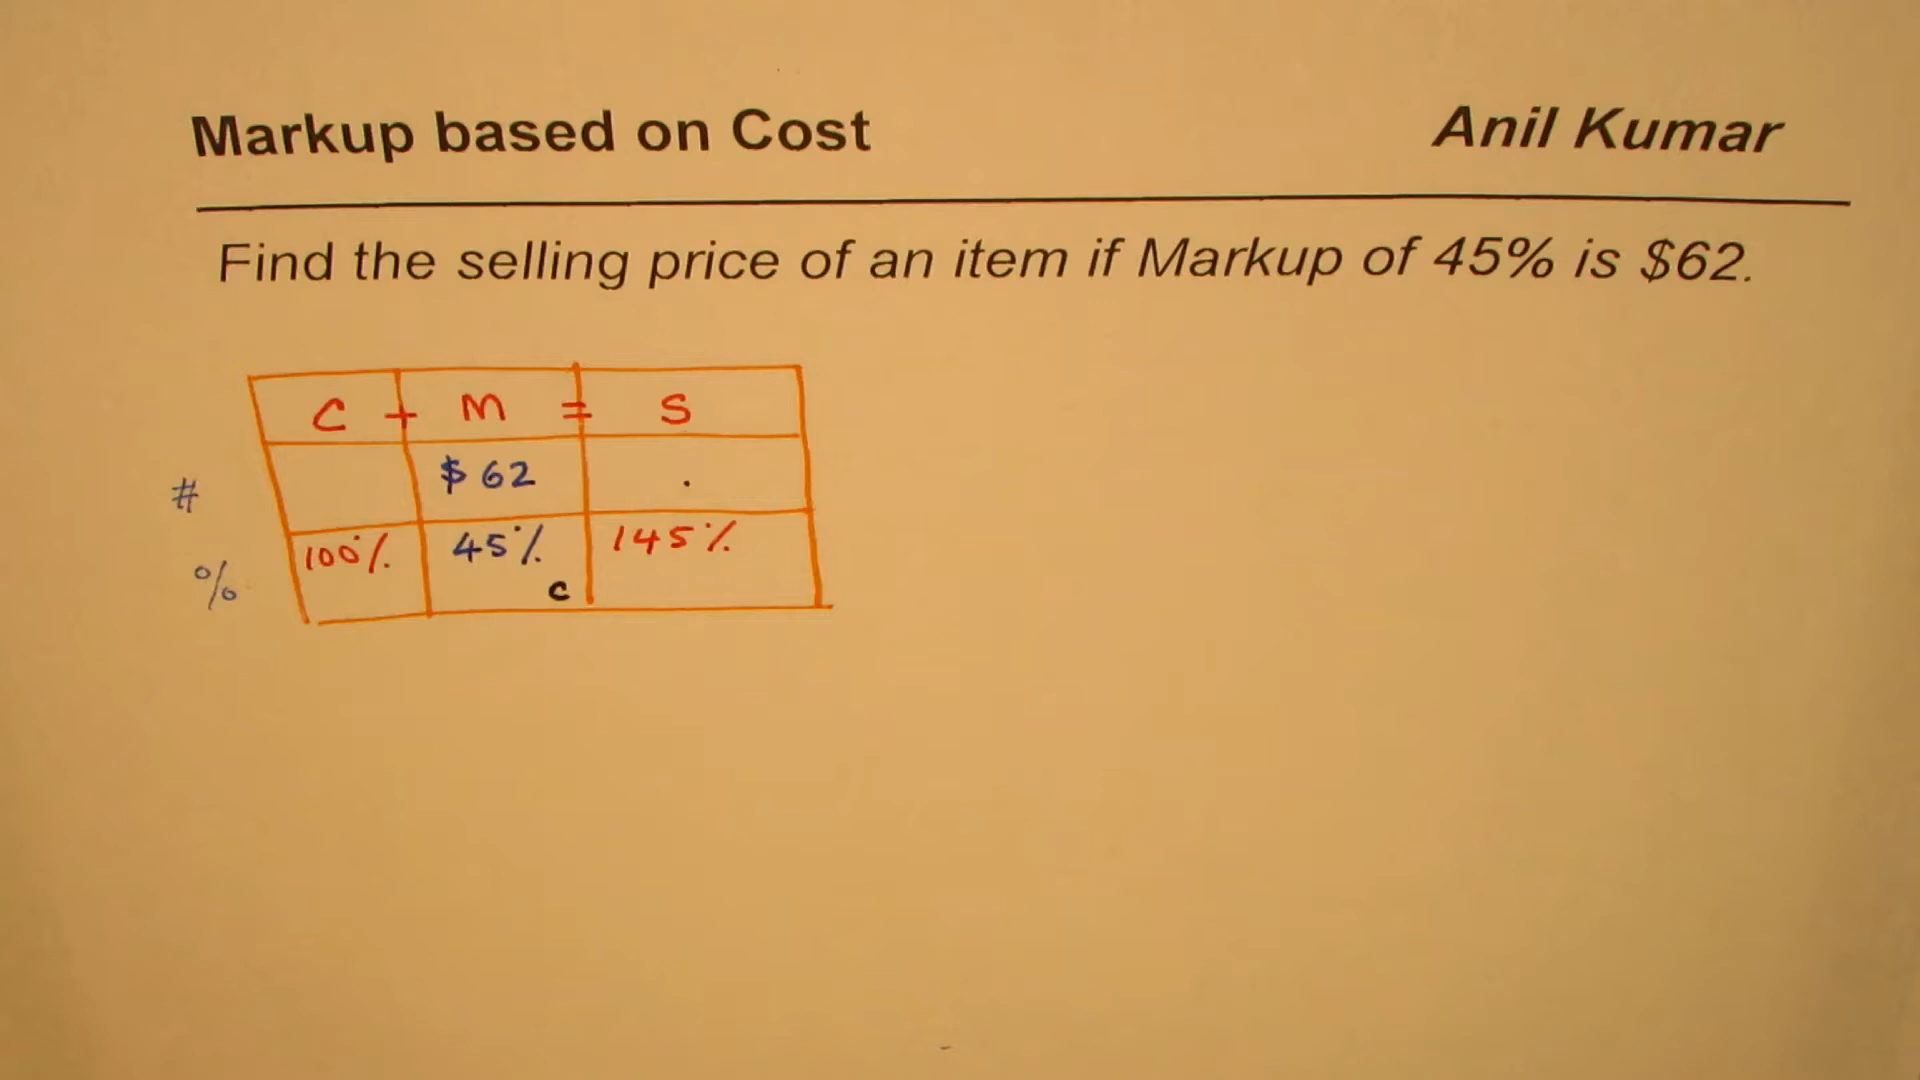 Markup based on Cost Anil Kumar
Find the selling price of an item if Markup of 45% is $62.
C + M = S
# $ 62 .
% 100% 45% 145%
C